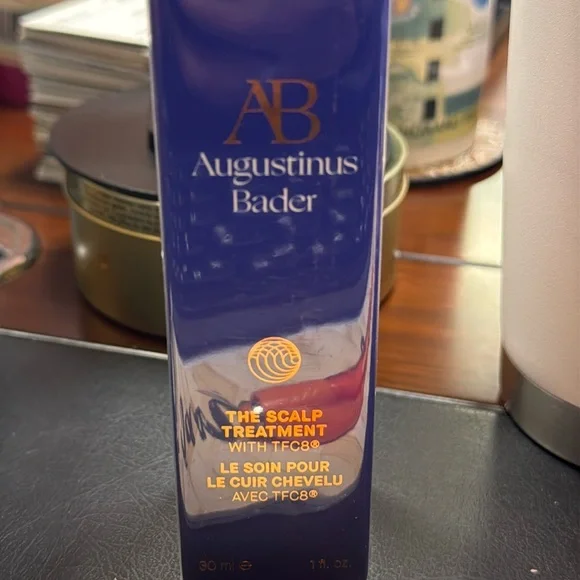 AB
Augustinus
Bader
THE SCALP
TREATMENT
WITH TFC8®
LE SOIN POUR
LE CUIR CHEVELU
AVEC TFC8®
30 ml ℮ 1 fl. oz.